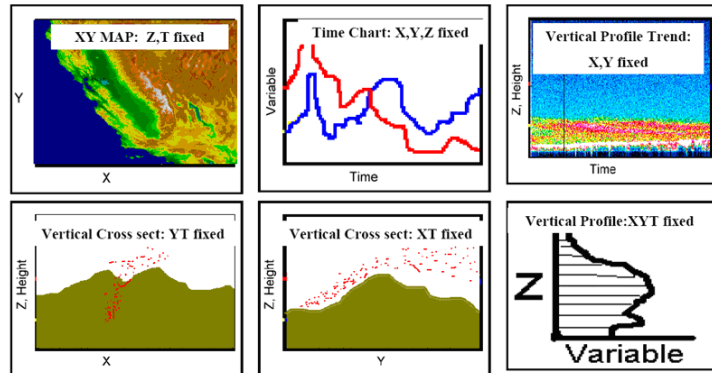 XY MAP: Z,T fixed
Y
X
Time Chart: X,Y,Z fixed
Variable
Time
Vertical Profile Trend:
X,Y fixed
Z, Height
Time
Vertical Cross sect: YT fixed
Z, Height
X
Vertical Cross sect: XT fixed
Z, Height
Y
Vertical Profile:XYT fixed
Z
Variable